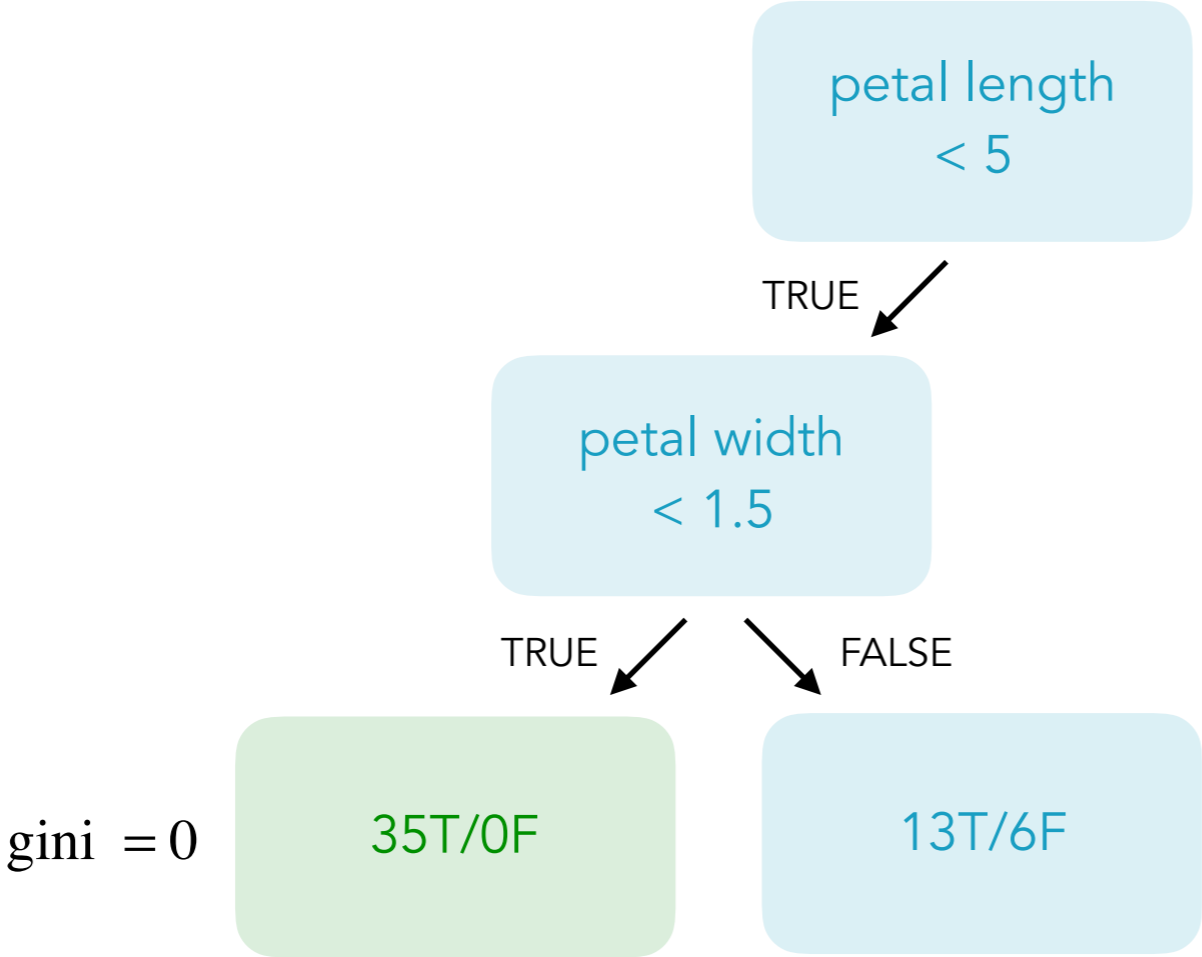 petal length
< 5
TRUE
petal width
< 1.5
TRUE
FALSE
gini = 0
35T/0F
13T/6F